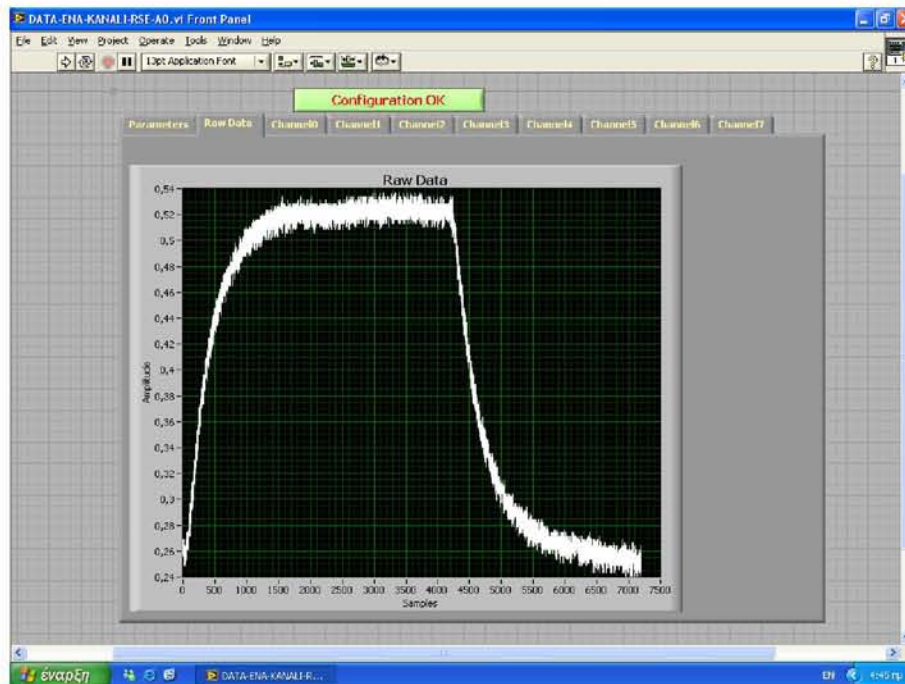 DATA-ENA-KANALI-RSE-A0.vi Front Panel
File Edit View Project Operate Tools Window Help
13pt Application Font
Configuration OK
Parameters Raw Data Channel0 Channel1 Channel2 Channel3 Channel4 Channel5 Channel6 Channel7
Raw Data
0,54
0,52
0,5
0,48
0,46
0,44
0,42
0,4
0,38
0,36
0,34
0,32
0,3
0,28
0,26
0,24
Amplitude
0 500 1000 1500 2000 2500 3000 3500 4000 4500 5000 5500 6000 6500 7000 7500
Samples
έναρξη DATA-ENA-KANALI-R... EN 4:45 πμ